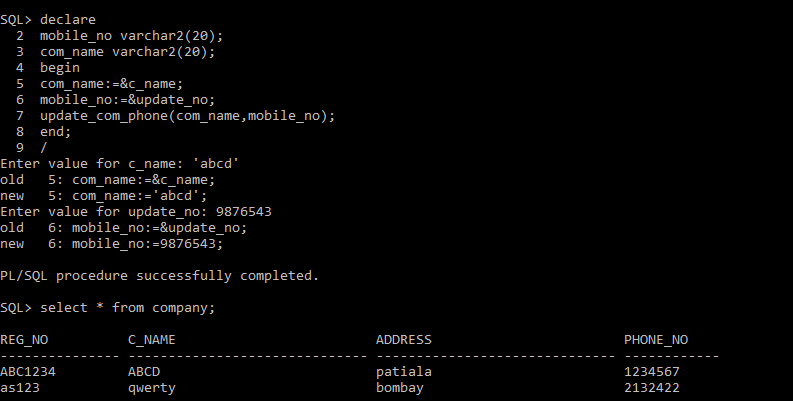 SQL> declare
  2  mobile_no varchar2(20);
  3  com_name varchar2(20);
  4  begin
  5  com_name:=&c_name;
  6  mobile_no:=&update_no;
  7  update_com_phone(com_name,mobile_no);
  8  end;
  9  /
Enter value for c_name: 'abcd'
old   5: com_name:=&c_name;
new   5: com_name:='abcd';
Enter value for update_no: 9876543
old   6: mobile_no:=&update_no;
new   6: mobile_no:=9876543;
PL/SQL procedure successfully completed.
SQL> select * from company;
REG_NO          C_NAME                         ADDRESS                        PHONE_NO
--------------- ------------------------------ ------------------------------ ------------
ABC1234         ABCD                           patiala                        1234567
as123           qwerty                         bombay                         2132422